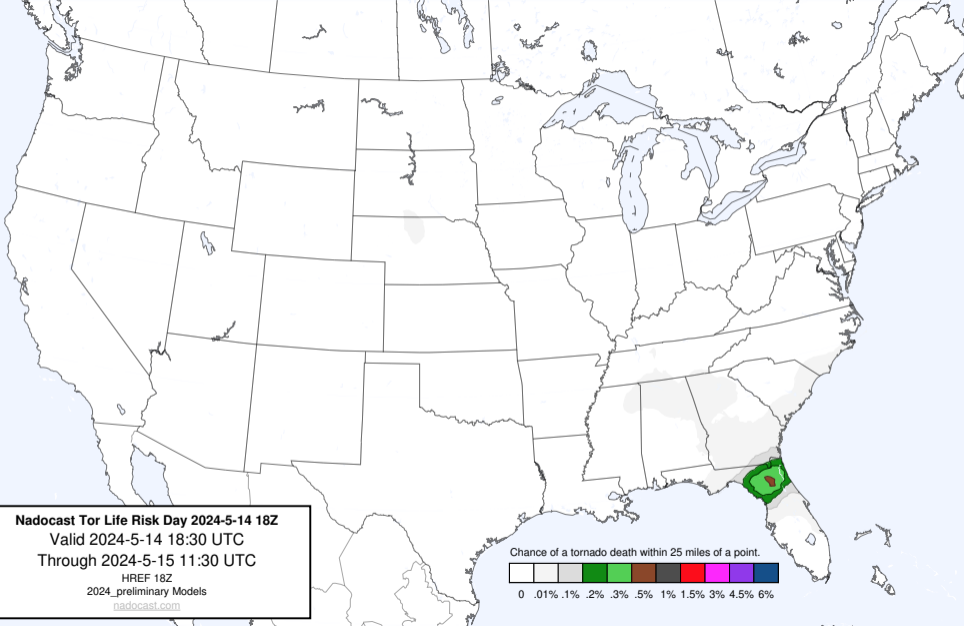 Nadocast Tor Life Risk Day 2024-5-14 18Z
Valid 2024-5-14 18:30 UTC
Through 2024-5-15 11:30 UTC
HREF 18Z
2024_preliminary Models
nadocast.com
Chance of a tornado death within 25 miles of a point.
0 .01% .1% .2% .3% .5% 1% 1.5% 3% 4.5% 6%